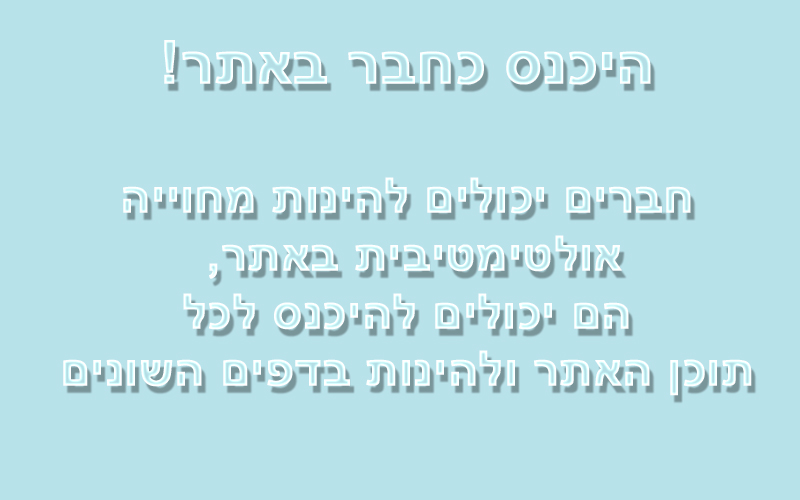 היכנס כחבר באתר!
חברים יכולים להינות מחוייה
אולטימטיבית באתר,
הם יכולים להיכנס לכל
תוכן האתר ולהינות בדפים השונים